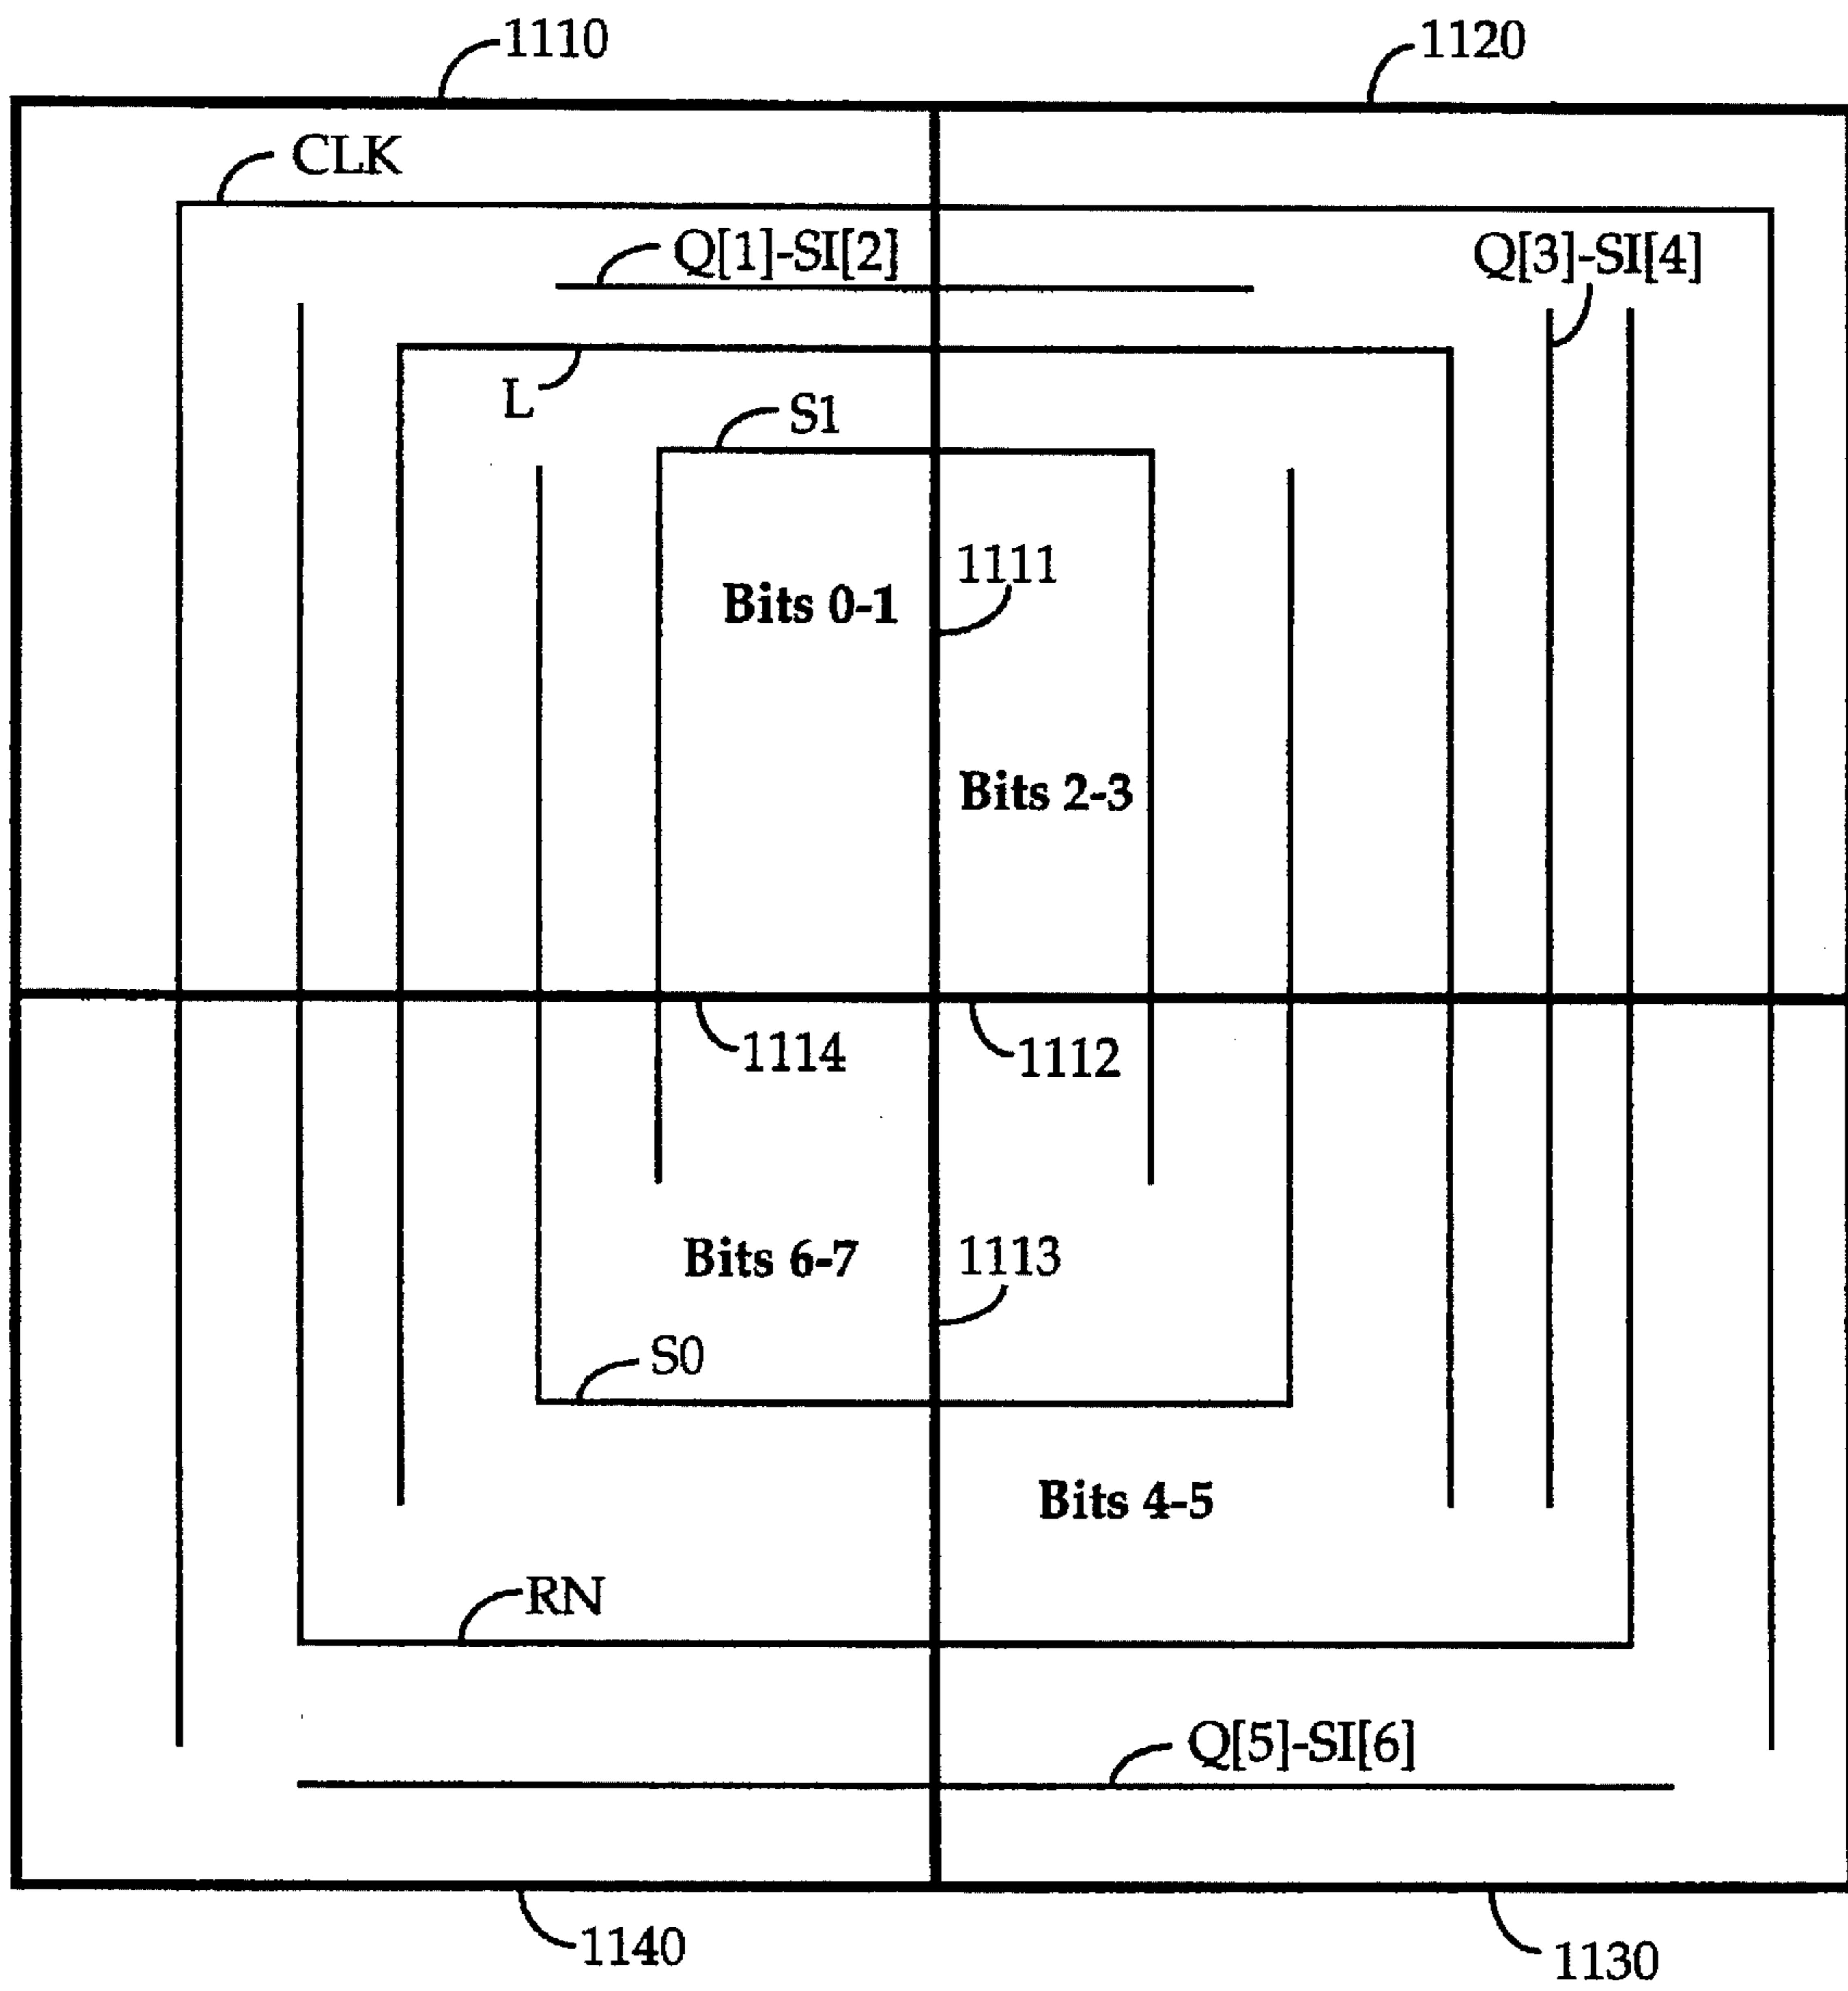 1110
1120
CLK
Q[1]-SI[2]
Q[3]-SI[4]
L
S1
1111
Bits 0-1
Bits 2-3
1114
1112
Bits 6-7
1113
S0
Bits 4-5
RN
Q[5]-SI[6]
1140
1130